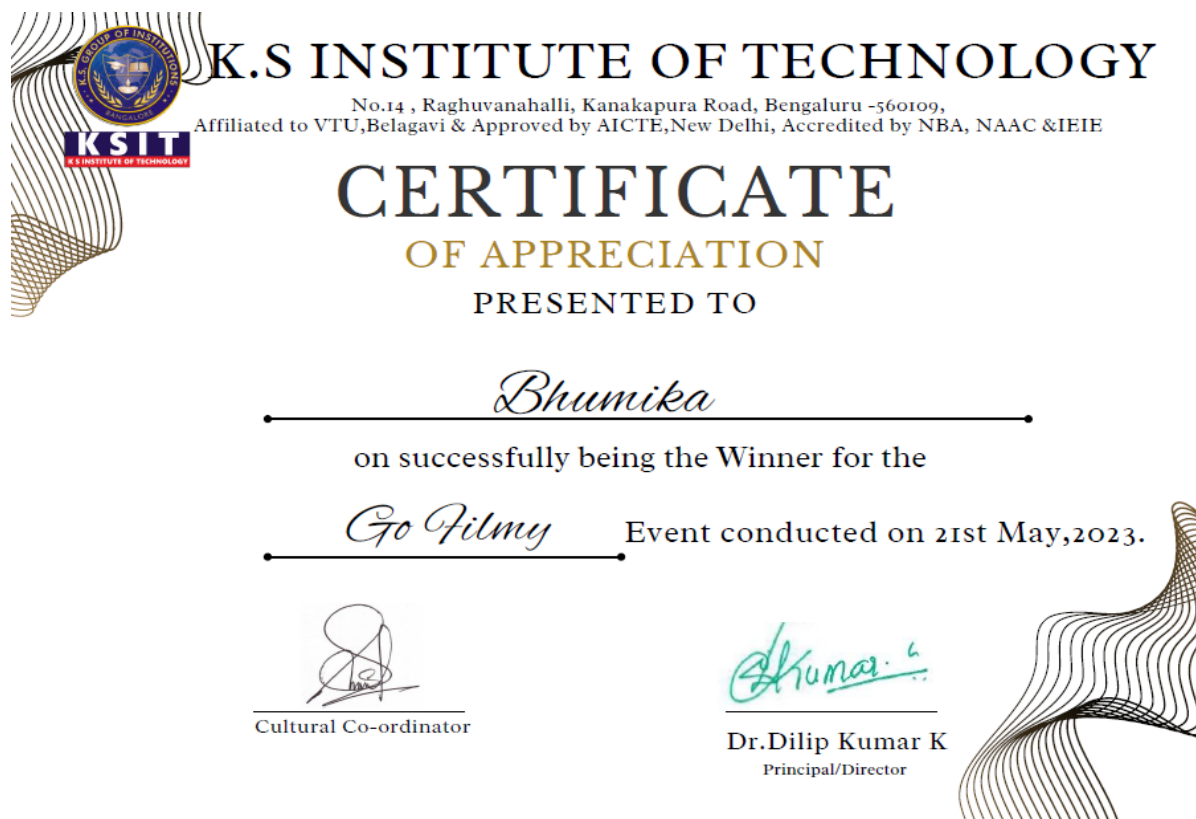 K.S. GROUP OF INSTITUTIONS
BANGALORE
KSIT
K S INSTITUTE OF TECHNOLOGY
K.S INSTITUTE OF TECHNOLOGY
No.14 , Raghuvanahalli, Kanakapura Road, Bengaluru -560109,
Affiliated to VTU,Belagavi & Approved by AICTE,New Delhi, Accredited by NBA, NAAC &IEIE
CERTIFICATE
OF APPRECIATION
PRESENTED TO
Bhumika
on successfully being the Winner for the
Go Filmy Event conducted on 21st May,2023.
Kumar.
Cultural Co-ordinator
Dr.Dilip Kumar K
Principal/Director